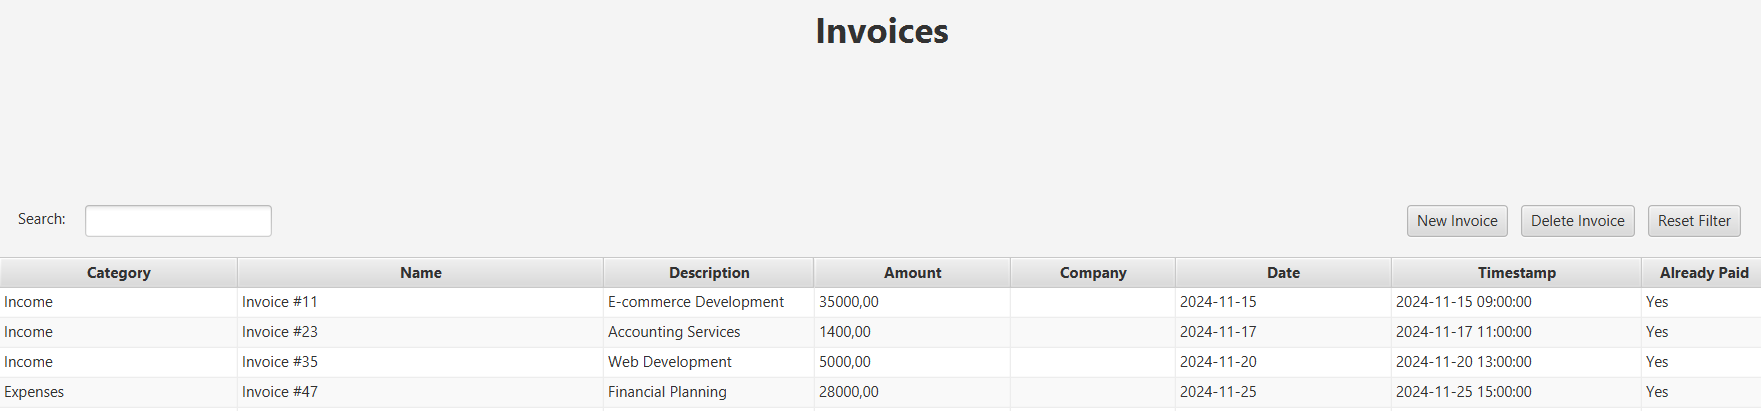 Invoices
Search: New Invoice Delete Invoice Reset Filter
Category Name Description Amount Company Date Timestamp Already Paid
Income Invoice #11 E-commerce Development 35000,00 2024-11-15 2024-11-15 09:00:00 Yes
Income Invoice #23 Accounting Services 1400,00 2024-11-17 2024-11-17 11:00:00 Yes
Income Invoice #35 Web Development 5000,00 2024-11-20 2024-11-20 13:00:00 Yes
Expenses Invoice #47 Financial Planning 28000,00 2024-11-25 2024-11-25 15:00:00 Yes